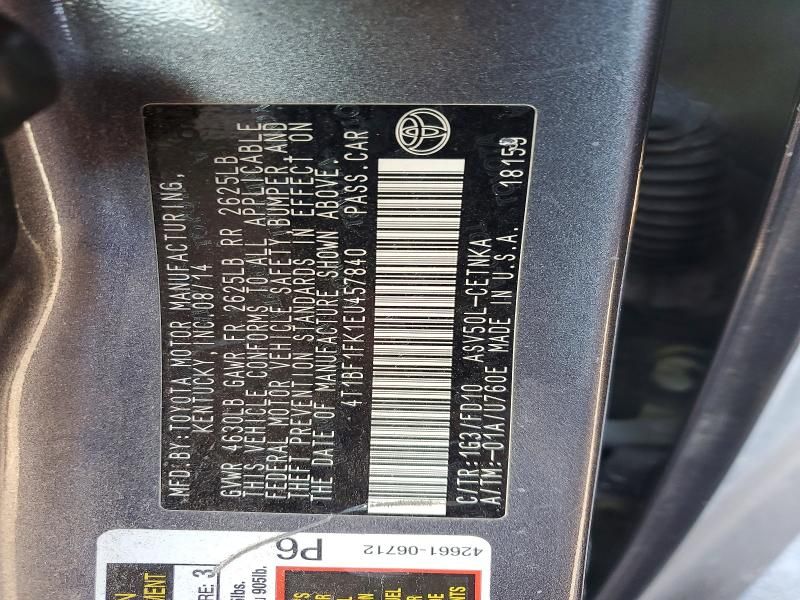 MFD.BY:TOYOTA MOTOR MANUFACTURING,
KENTUCKY, INC.08/14
GVWR 4630LB GAWR FR 2625LB RR 2625LB
THIS VEHICLE CONFORMS TO ALL APPLICABLE
FEDERAL MOTOR VEHICLE SAFETY, BUMPER AND
THEFT PREVENTION STANDARDS IN EFFECT ON
THE DATE OF MANUFACTURE SHOWN ABOVE.
4T1BF1FK1EU457840 PASS.CAR
C/TR:1G3/FD10 ASV50L-CETNKA
A/TM:-01A/U760E MADE IN U.S.A. 18159
P6
42661-06712
3
905lb.
lbs.